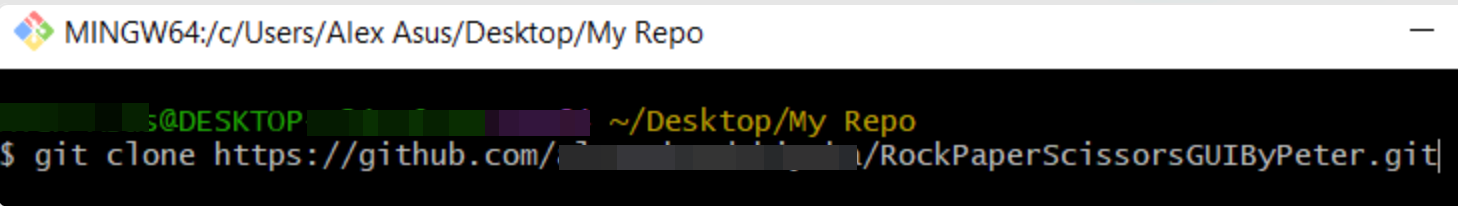 MINGW64:/c/Users/Alex Asus/Desktop/My Repo
s@DESKTOP ~/Desktop/My Repo
$ git clone https://github.com/ /RockPaperScissorsGUIByPeter.git